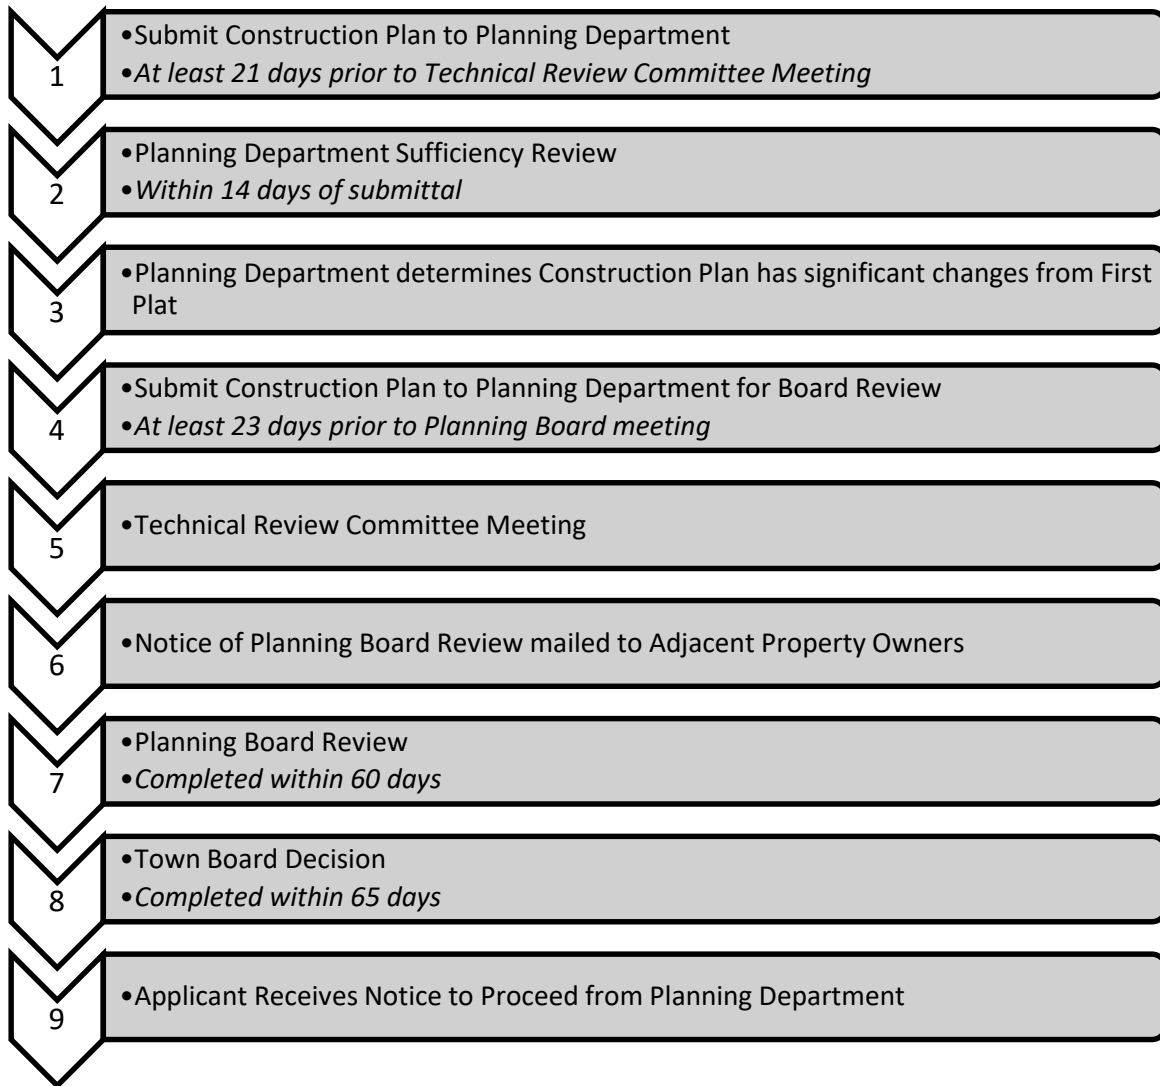 1
•Submit Construction Plan to Planning Department
•At least 21 days prior to Technical Review Committee Meeting
2
•Planning Department Sufficiency Review
•Within 14 days of submittal
3
•Planning Department determines Construction Plan has significant changes from First
Plat
4
•Submit Construction Plan to Planning Department for Board Review
•At least 23 days prior to Planning Board meeting
5
•Technical Review Committee Meeting
6
•Notice of Planning Board Review mailed to Adjacent Property Owners
7
•Planning Board Review
•Completed within 60 days
8
•Town Board Decision
•Completed within 65 days
9
•Applicant Receives Notice to Proceed from Planning Department